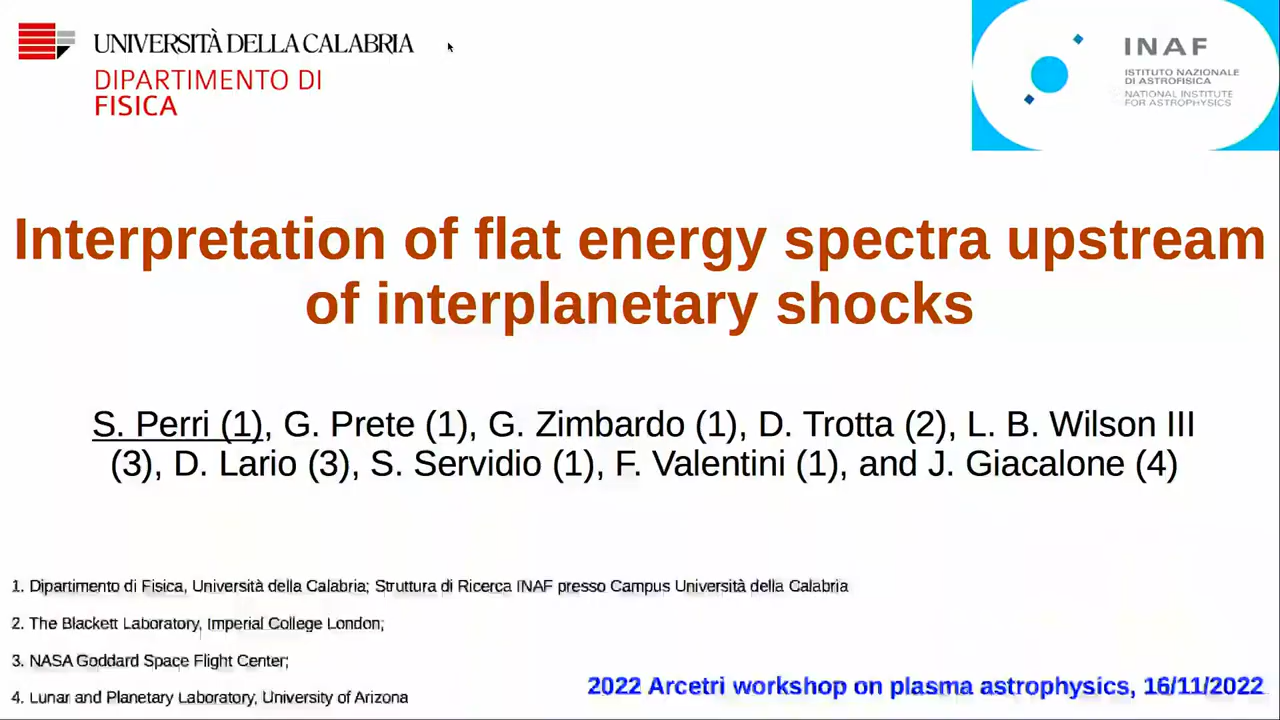 UNIVERSITÀ DELLA CALABRIA
DIPARTIMENTO DI
FISICA
INAF
ISTITUTO NAZIONALE
DI ASTROFISICA
NATIONAL INSTITUTE
FOR ASTROPHYSICS
Interpretation of flat energy spectra upstream
of interplanetary shocks
S. Perri (1), G. Prete (1), G. Zimbardo (1), D. Trotta (2), L. B. Wilson III
(3), D. Lario (3), S. Servidio (1), F. Valentini (1), and J. Giacalone (4)
1. Dipartimento di Fisica, Università della Calabria; Struttura di Ricerca INAF presso Campus Università della Calabria
2. The Blackett Laboratory, Imperial College London;
3. NASA Goddard Space Flight Center;
4. Lunar and Planetary Laboratory, University of Arizona
2022 Arcetri workshop on plasma astrophysics, 16/11/2022